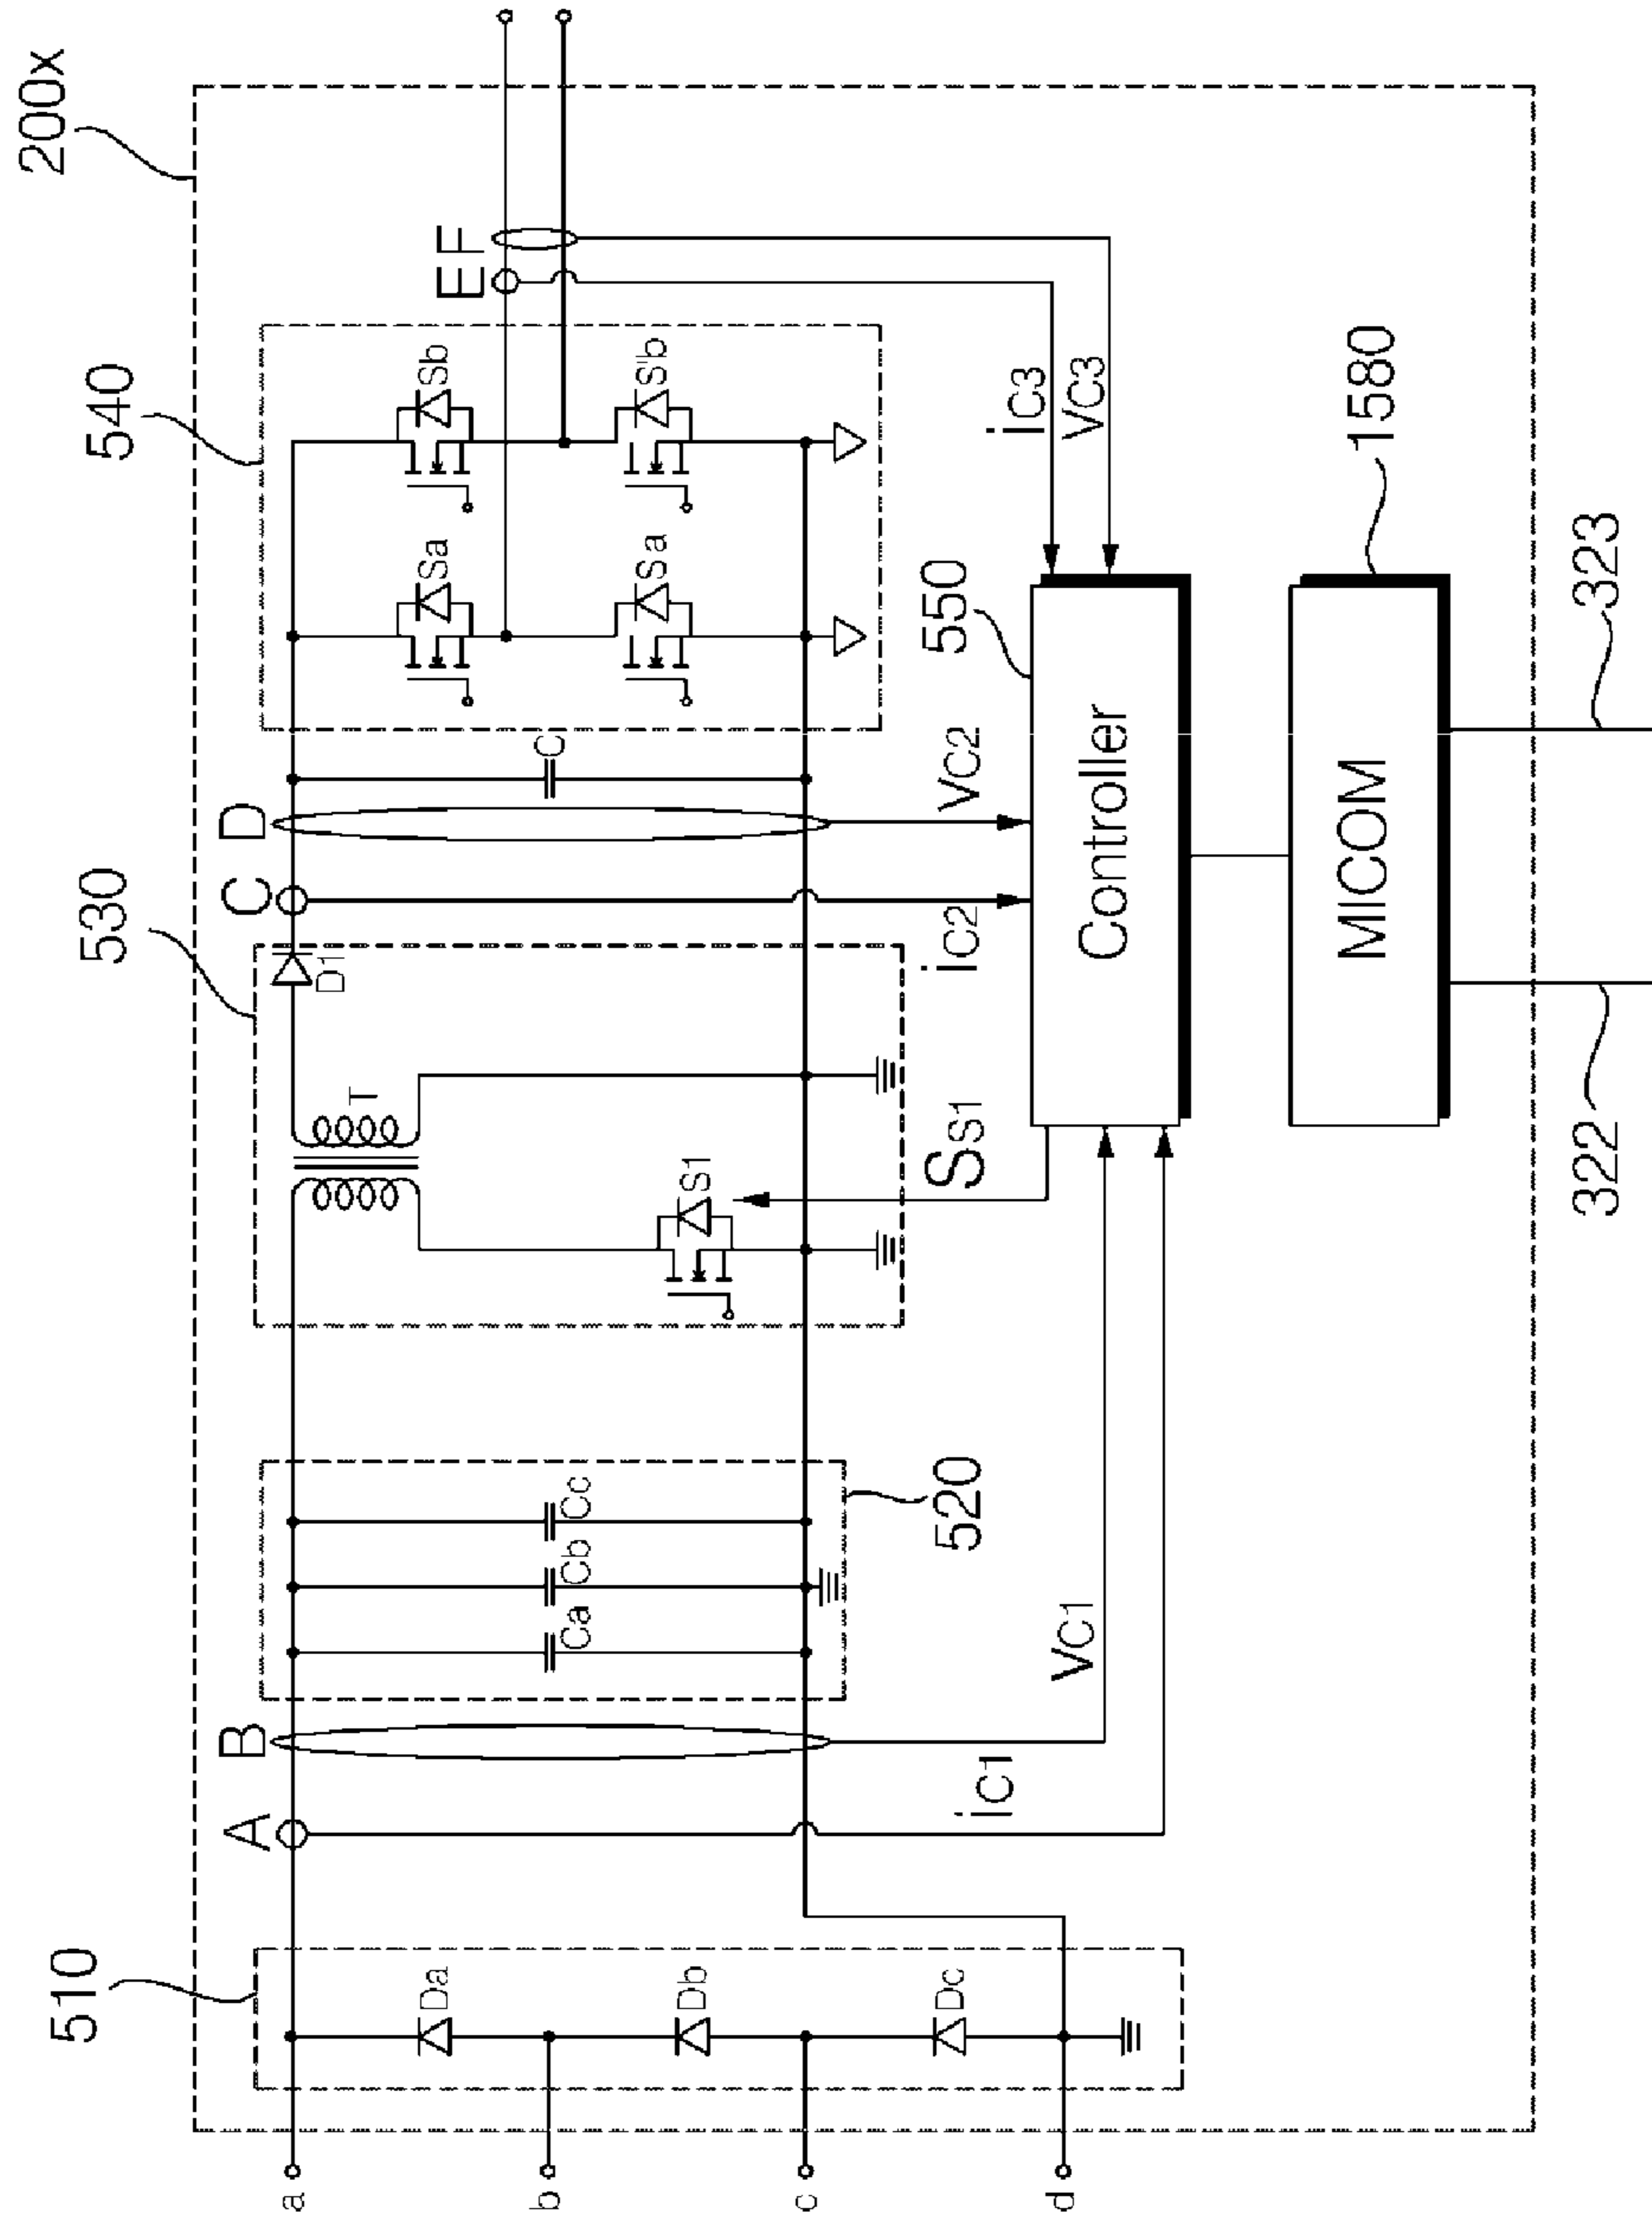 200x
510
530
540
A
B
C
D
E
F
a
b
c
d
Da
Db
Dc
Ca
Cb
Cc
520
T
D1
S1
C
Sa
Sb
Sa
S'b
iC1
VC1
SS1
iC2
VC2
iC3
VC3
550
Controller
1580
MICOM
322
323